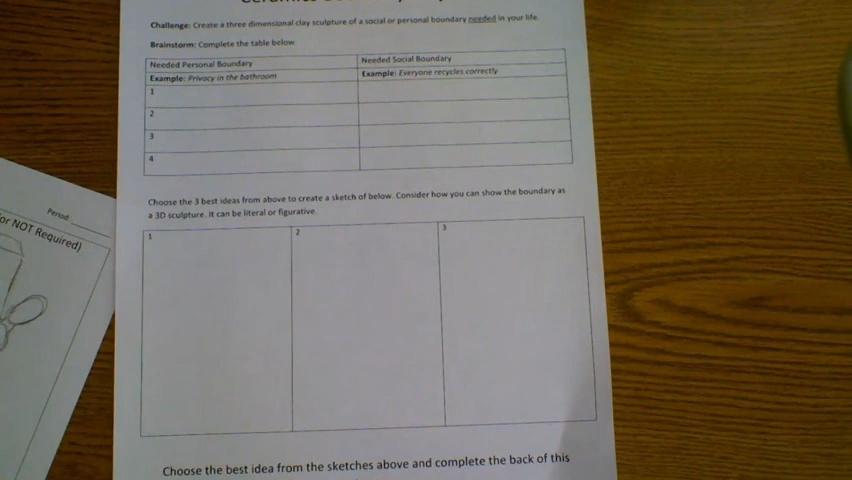 Challenge: Create a three dimensional clay sculpture of a social or personal boundary needed in your life.
Brainstorm: Complete the table below
Needed Personal Boundary
Needed Social Boundary
Example: Privacy in the bathroom
Example: Everyone recycles correctly
1
2
3
4
Choose the 3 best ideas from above to create a sketch of below. Consider how you can show the boundary as
a 3D sculpture. It can be literal or figurative.
1
2
3
Choose the best idea from the sketches above and complete the back of this
Period:
or NOT Required)